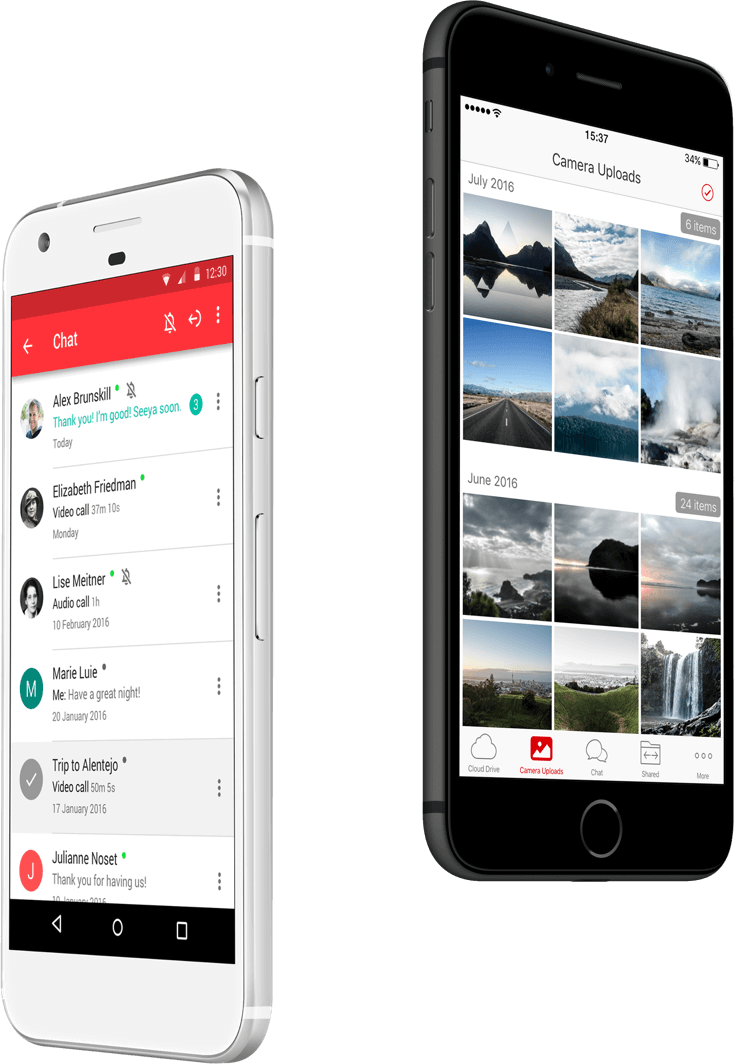 12:30
Chat
Alex Brunskill
Thank you! I'm good! Seeya soon.
3
Today
Elizabeth Friedman
Video call 37m 10s
Monday
Lise Meitner
Audio call 1h
10 February 2016
M
Marie Luie
Me: Have a great night!
20 January 2016
Trip to Alentejo
Video call 50m 5s
17 January 2016
J
Julianne Noset
Thank you for having us!
10 January 2016
15:37
34%
Camera Uploads
July 2016
6 items
June 2016
24 items
Cloud Drive
Camera Uploads
Chat
Shared
More